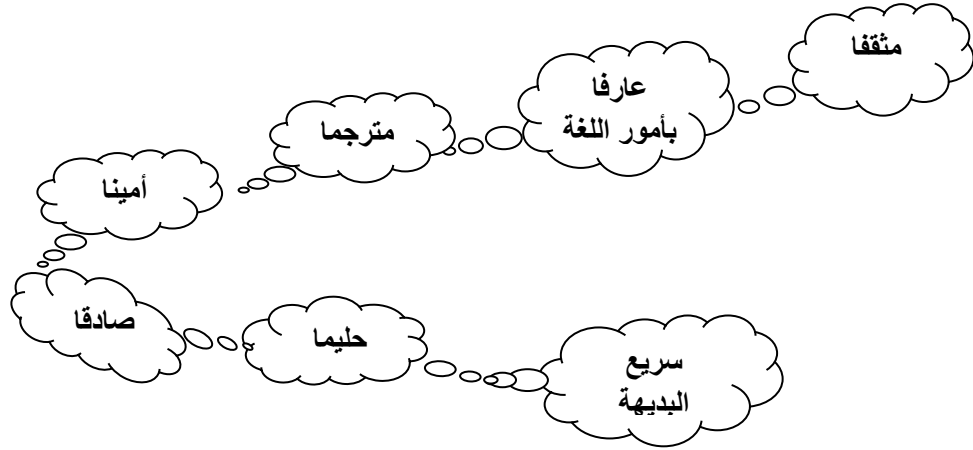 مثقفا
عارفا
بأمور اللغة
مترجما
أمينا
صادقا
حليما
سريع
البديهة